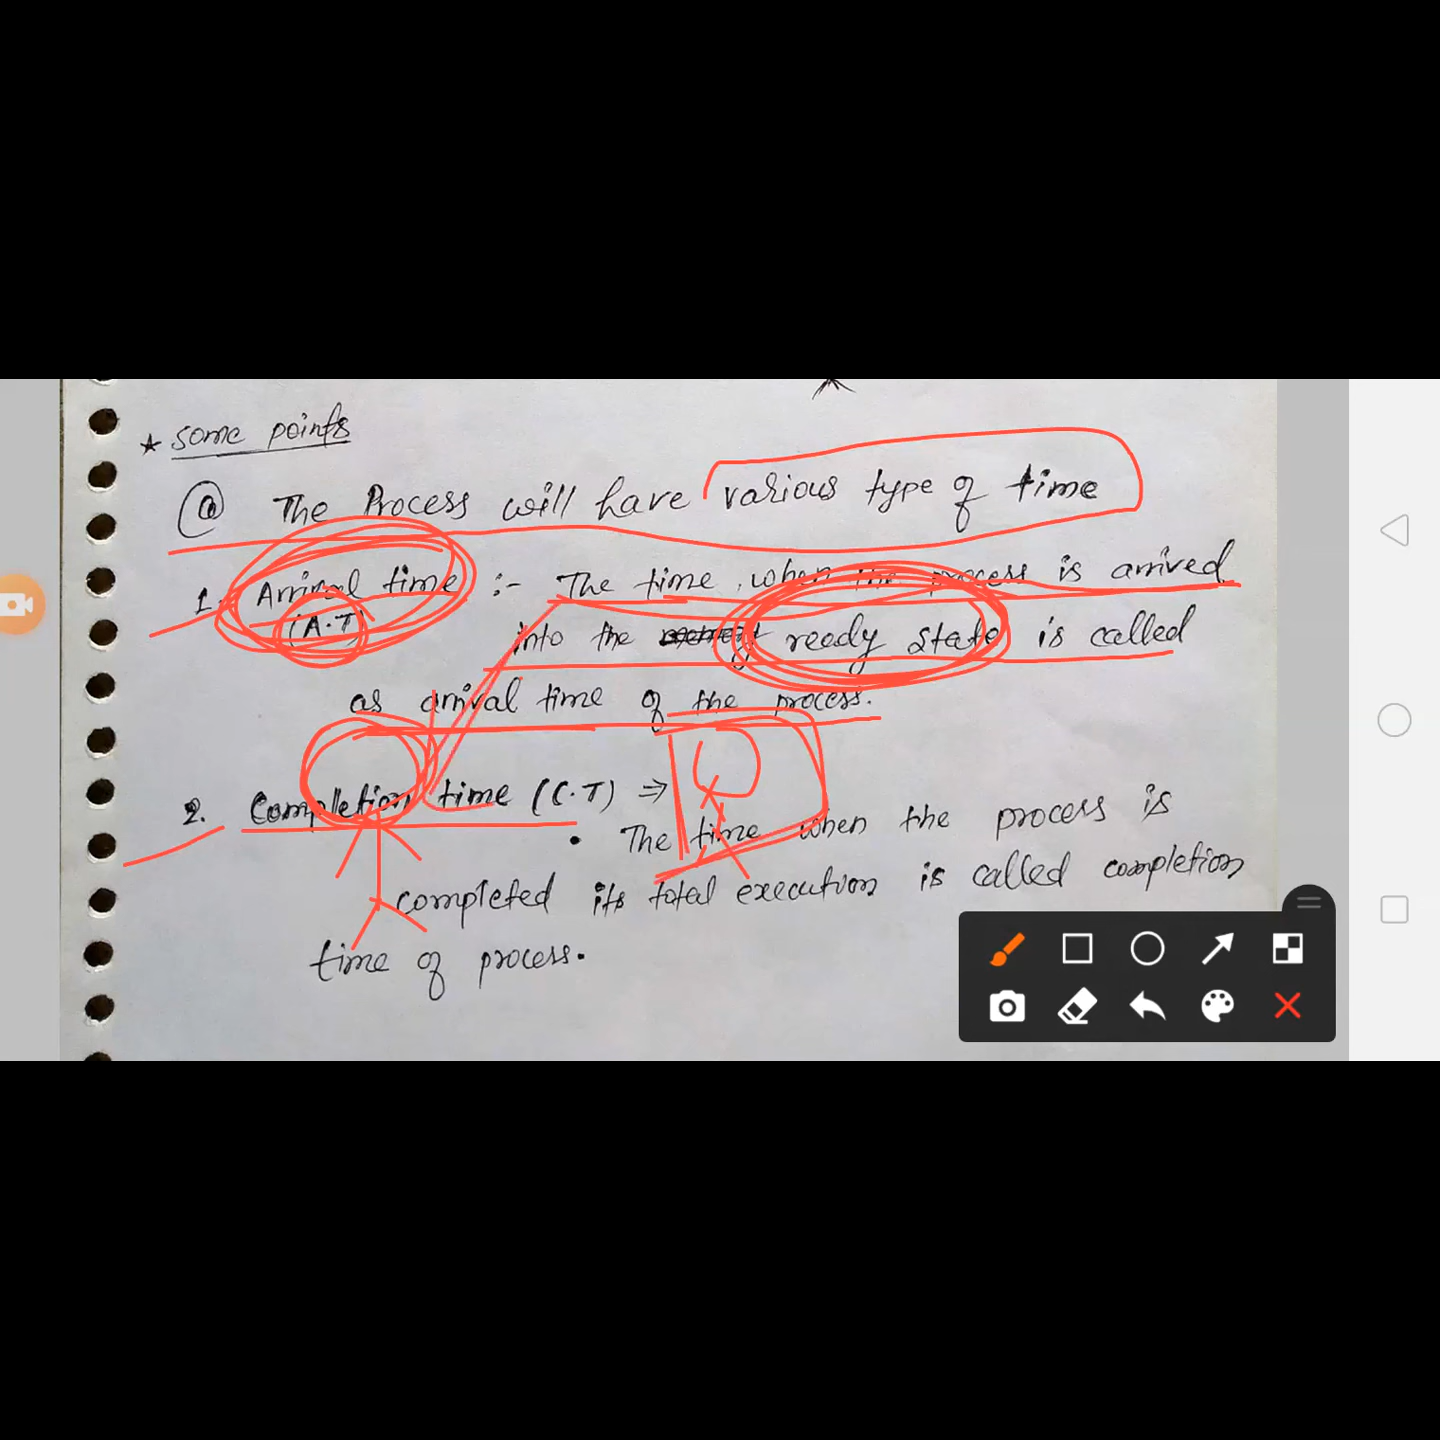 ★ some points
@ The Process will have various type of time
1. Arrival time :- The time, when the process is arrived
(A.T) into the ready state is called
as arrival time of the process.
2. Completion time (C.T) ⇒
• The time when the process is
completed its total execution is called completion
time of process.